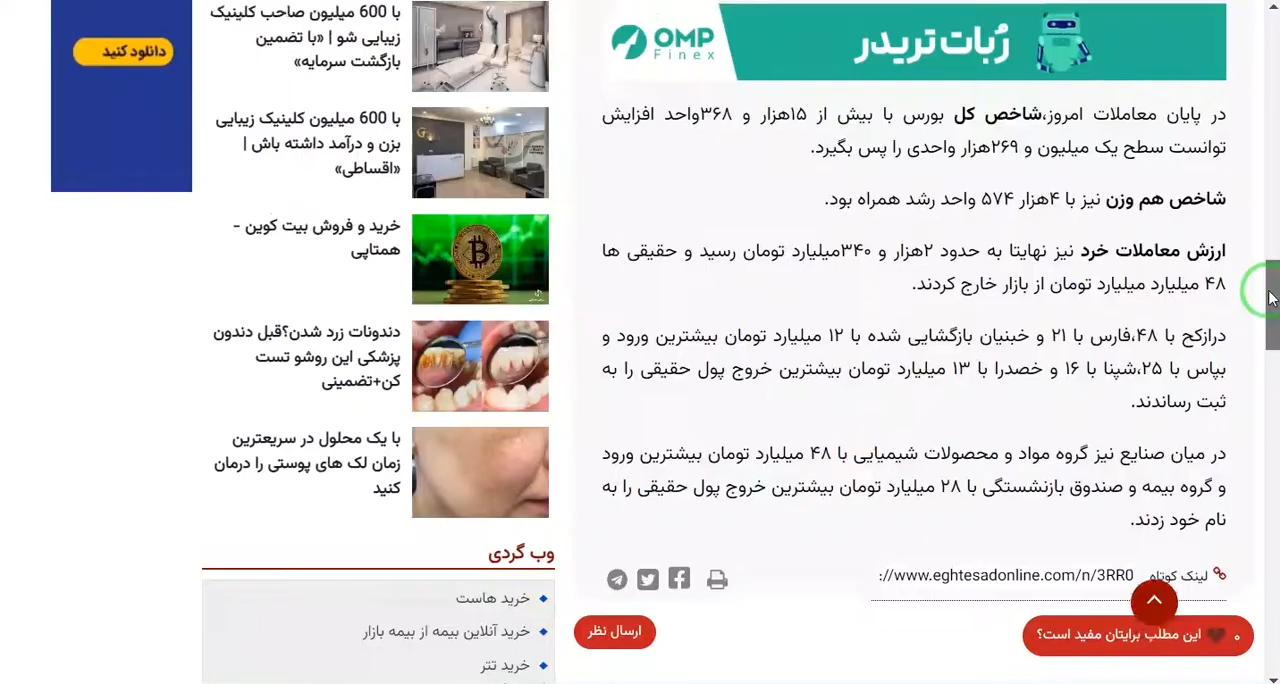 OMP
Finex
رُبات تریدر
در پایان معاملات امروز،شاخص کل بورس با بیش از ۱۵هزار و ۳۶۸واحد افزایش
توانست سطح یک میلیون و ۲۶۹هزار واحدی را پس بگیرد.
شاخص هم وزن نیز با ۴هزار ۵۷۴ واحد رشد همراه بود.
ارزش معاملات خرد نیز نهایتا به حدود ۲هزار و ۳۴۰میلیارد تومان رسید و حقیقی ها
۴۸ میلیارد میلیارد تومان از بازار خارج کردند.
درازکح با ۴۸،فارس با ۲۱ و خبنیان بازگشایی شده با ۱۲ میلیارد تومان بیشترین ورود و
بپاس با ۲۵،شپنا با ۱۶ و خصدرا با ۱۳ میلیارد تومان بیشترین خروج پول حقیقی را به
ثبت رساندند.
در میان صنایع نیز گروه مواد و محصولات شیمیایی با ۴۸ میلیارد تومان بیشترین ورود
و گروه بیمه و صندوق بازنشستگی با ۲۸ میلیارد تومان بیشترین خروج پول حقیقی را به
نام خود زدند.
لینک کوتاه
://www.eghtesadonline.com/n/3RR0
۰ این مطلب برایتان مفید است؟
ارسال نظر
با 600 میلیون صاحب کلینیک
زیبایی شو | «با تضمین
بازگشت سرمایه»
با 600 میلیون کلینیک زیبایی
بزن و درآمد داشته باش |
«اقساطی»
خرید و فروش بیت کوین -
همتاپی
دندونات زرد شدن؟قبل دندون
پزشکی این روشو تست
کن+تضمینی
با یک محلول در سریعترین
زمان لک های پوستی را درمان
کنید
وب گردی
خرید هاست
خرید آنلاین بیمه از بیمه بازار
خرید تتر
دانلود کنید